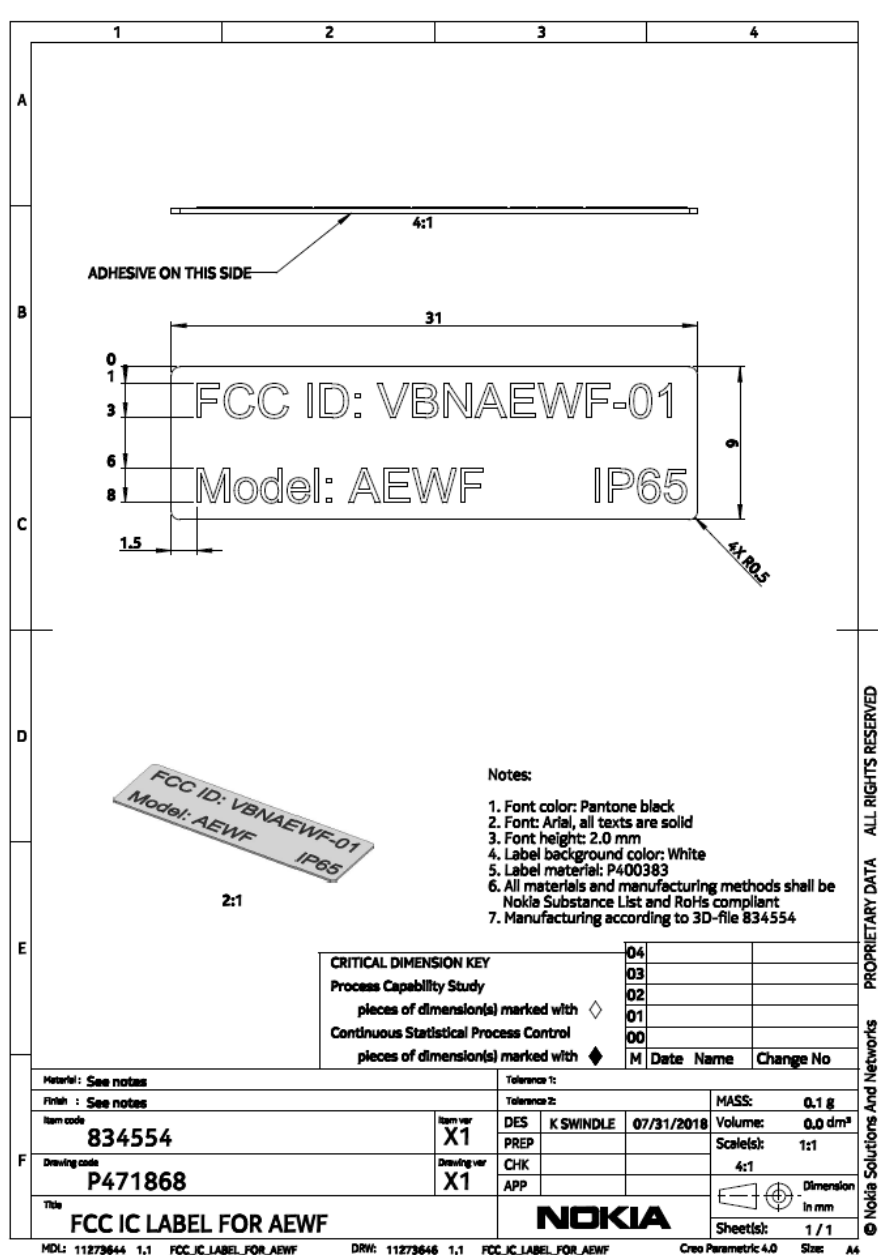 1 2 3 4
A
4:1
ADHESIVE ON THIS SIDE
B
31
0
1
FCC ID: VBNAEWF-01
3
9
6
Model: AEWF IP65
8
C
1.5
4X R0.5
D
FCC ID: VBNAEWF-01
Model: AEWF
IP65
2:1
Notes:
1. Font color: Pantone black
2. Font: Arial, all texts are solid
3. Font height: 2.0 mm
4. Label background color: White
5. Label material: P400383
6. All materials and manufacturing methods shall be
Nokia Substance List and RoHs compliant
7. Manufacturing according to 3D-file 834554
E
CRITICAL DIMENSION KEY
Process Capability Study
pieces of dimension(s) marked with ◇
Continuous Statistical Process Control
pieces of dimension(s) marked with ◆
04
03
02
01
00
M Date Name Change No
Material : See notes
Tolerance 1:
Finish : See notes
Tolerance 2:
MASS: 0.1 g
Item code
834554
Item ver
X1
DES K SWINDLE 07/31/2018
Volume: 0.0 dm³
PREP
Scale(s): 1:1
4:1
F
Drawing code
P471868
Drawing ver
X1
CHK
APP
Dimension
in mm
Title
FCC IC LABEL FOR AEWF
NOKIA
Sheet(s): 1 / 1
MDL: 11273644 1.1 FCC_IC_LABEL_FOR_AEWF DRW: 11273646 1.1 FCC_IC_LABEL_FOR_AEWF Creo Parametric 4.0 Size: A4
© Nokia Solutions And Networks PROPRIETARY DATA ALL RIGHTS RESERVED